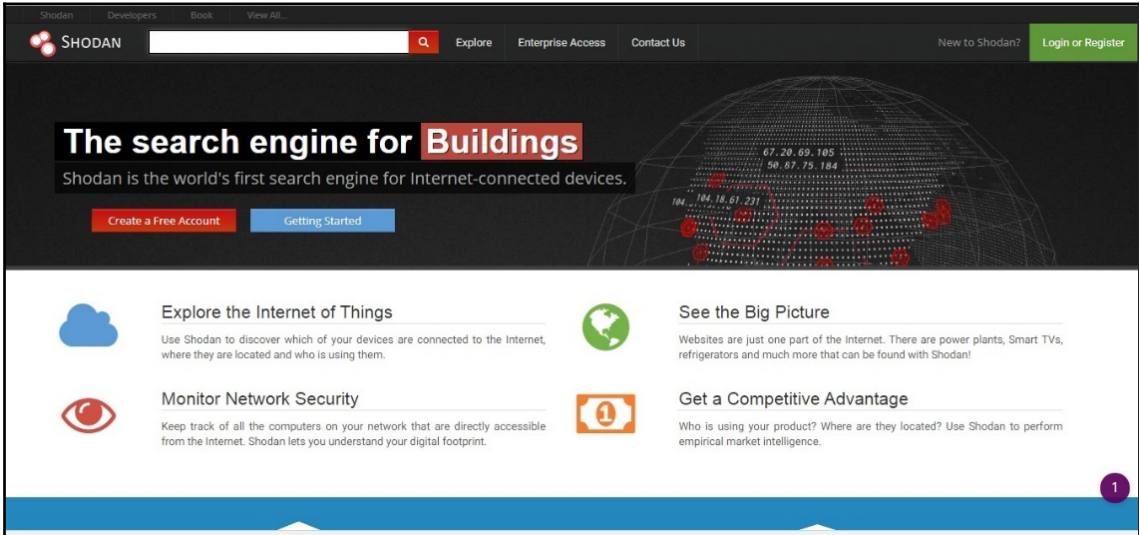 Shodan Developers Book View All...
SHODAN Explore Enterprise Access Contact Us New to Shodan? Login or Register
The search engine for Buildings
Shodan is the world's first search engine for Internet-connected devices.
Create a Free Account Getting Started
67.20.69.105
50.67.75.184
104.18.61.231
104
Explore the Internet of Things
Use Shodan to discover which of your devices are connected to the Internet,
where they are located and who is using them.
See the Big Picture
Websites are just one part of the Internet. There are power plants, Smart TVs,
refrigerators and much more that can be found with Shodan!
Monitor Network Security
Keep track of all the computers on your network that are directly accessible
from the Internet. Shodan lets you understand your digital footprint.
1
Get a Competitive Advantage
Who is using your product? Where are they located? Use Shodan to perform
empirical market intelligence.
1